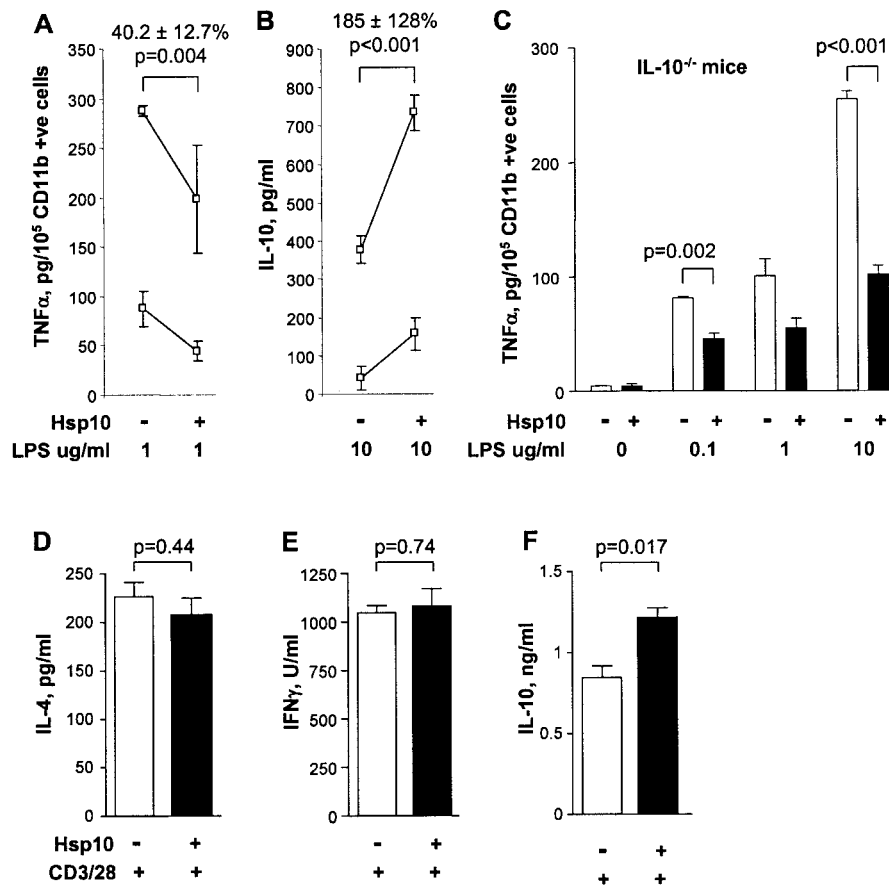 A
40.2 ± 12.7%
p=0.004
TNFα, pg/10⁵ CD11b +ve cells
350
300
250
200
150
100
50
0
Hsp10 - +
LPS ug/ml 1 1
B
185 ± 128%
p<0.001
IL-10, pg/ml
900
800
700
600
500
400
300
200
100
0
- +
10 10
C
IL-10⁻/⁻ mice
p<0.001
p=0.002
TNFα, pg/10⁵ CD11b +ve cells
300
200
100
0
Hsp10 - + - + - + - +
LPS ug/ml 0 0.1 1 10
D
p=0.44
IL-4, pg/ml
250
200
150
100
50
0
Hsp10 - +
CD3/28 + +
E
p=0.74
IFNγ, U/ml
1250
1000
750
500
250
0
- +
+ +
F
p=0.017
IL-10, ng/ml
1.5
1
0.5
0
- +
+ +